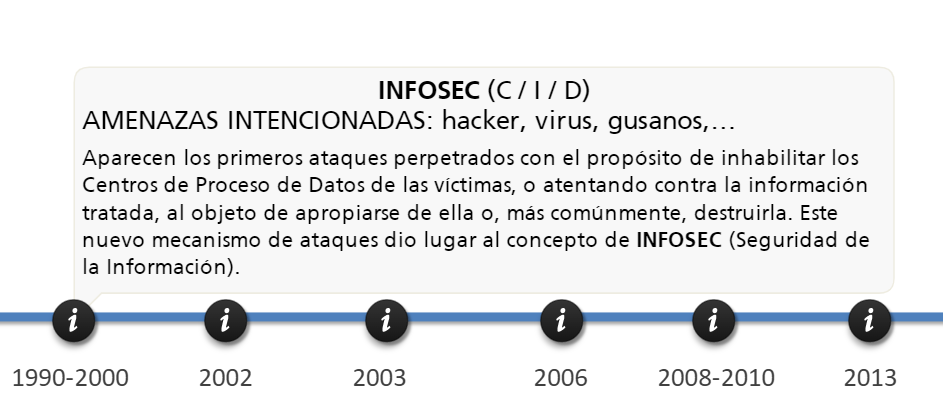 INFOSEC (C / I / D)
AMENAZAS INTENCIONADAS: hacker, virus, gusanos,...
Aparecen los primeros ataques perpetrados con el propósito de inhabilitar los
Centros de Proceso de Datos de las víctimas, o atentando contra la información
tratada, al objeto de apropiarse de ella o, más comúnmente, destruirla. Este
nuevo mecanismo de ataques dio lugar al concepto de INFOSEC (Seguridad de
la Información).
i i i i i i
1990-2000 2002 2003 2006 2008-2010 2013